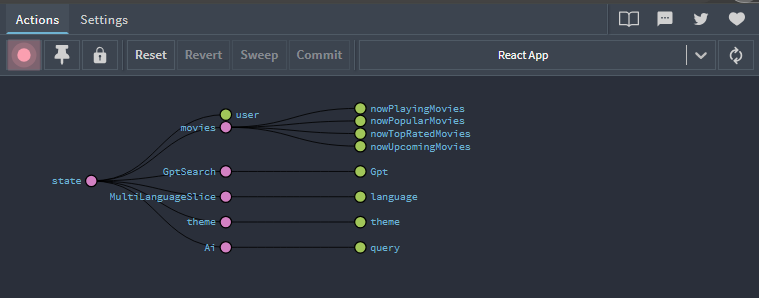 Actions Settings
Reset Revert Sweep Commit React App
user
movies
nowPlayingMovies
nowPopularMovies
nowTopRatedMovies
nowUpcomingMovies
GptSearch Gpt
state
MultiLanguageSlice language
theme theme
Ai query